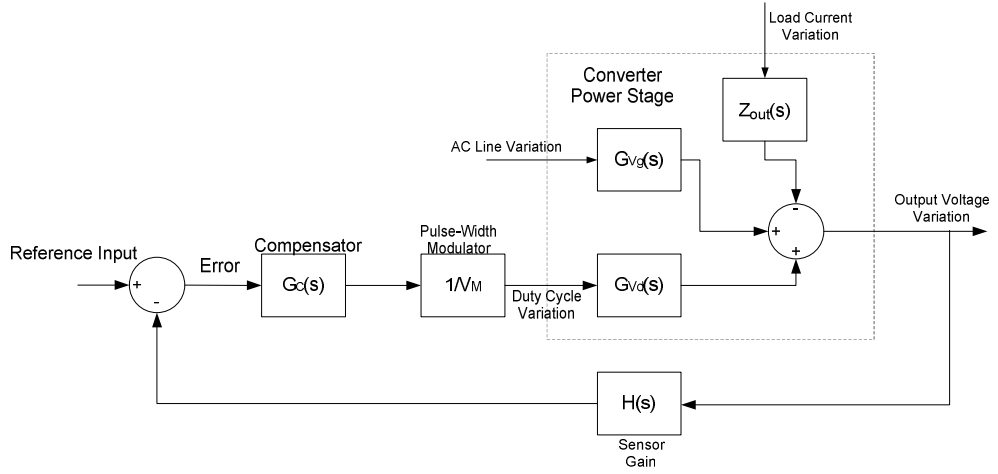 Load Current
Variation
Converter
Power Stage
Zout(s)
AC Line Variation
GVg(s)
-
+
+
Output Voltage
Variation
Reference Input
+
-
Error
Compensator
GC(s)
Pulse-Width
Modulator
1/VM
Duty Cycle
Variation
GVd(s)
H(s)
Sensor
Gain